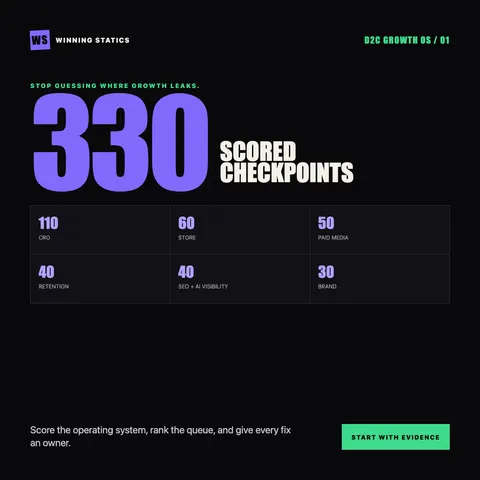 WS WINNING STATICS
D2C GROWTH OS / 01
STOP GUESSING WHERE GROWTH LEAKS.
330
SCORED
CHECKPOINTS
110
CRO
60
STORE
50
PAID MEDIA
40
RETENTION
40
SEO + AI VISIBILITY
30
BRAND
Score the operating system, rank the queue, and give every fix
an owner.
START WITH EVIDENCE